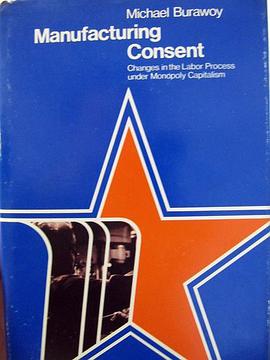 Michael Burawoy
Manufacturing
Consent
Changes in the Labor Process
under Monopoly Capitalism